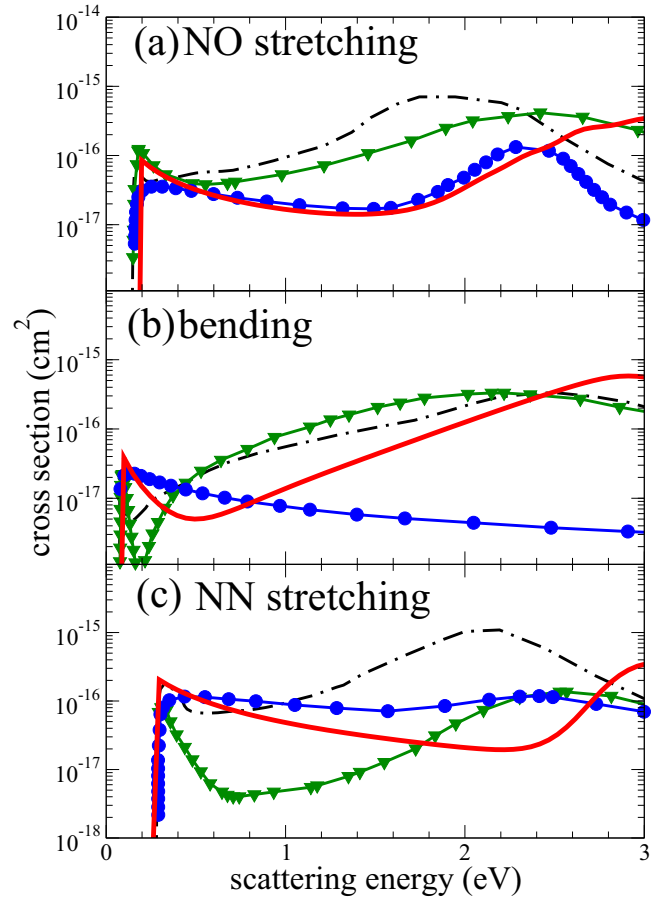 10^-14
(a) NO stretching
10^-15
10^-16
10^-17
(b) bending
10^-15
10^-16
10^-17
cross section (cm^2)
(c) NN stretching
10^-15
10^-16
10^-17
10^-18
0 1 2 3
scattering energy (eV)